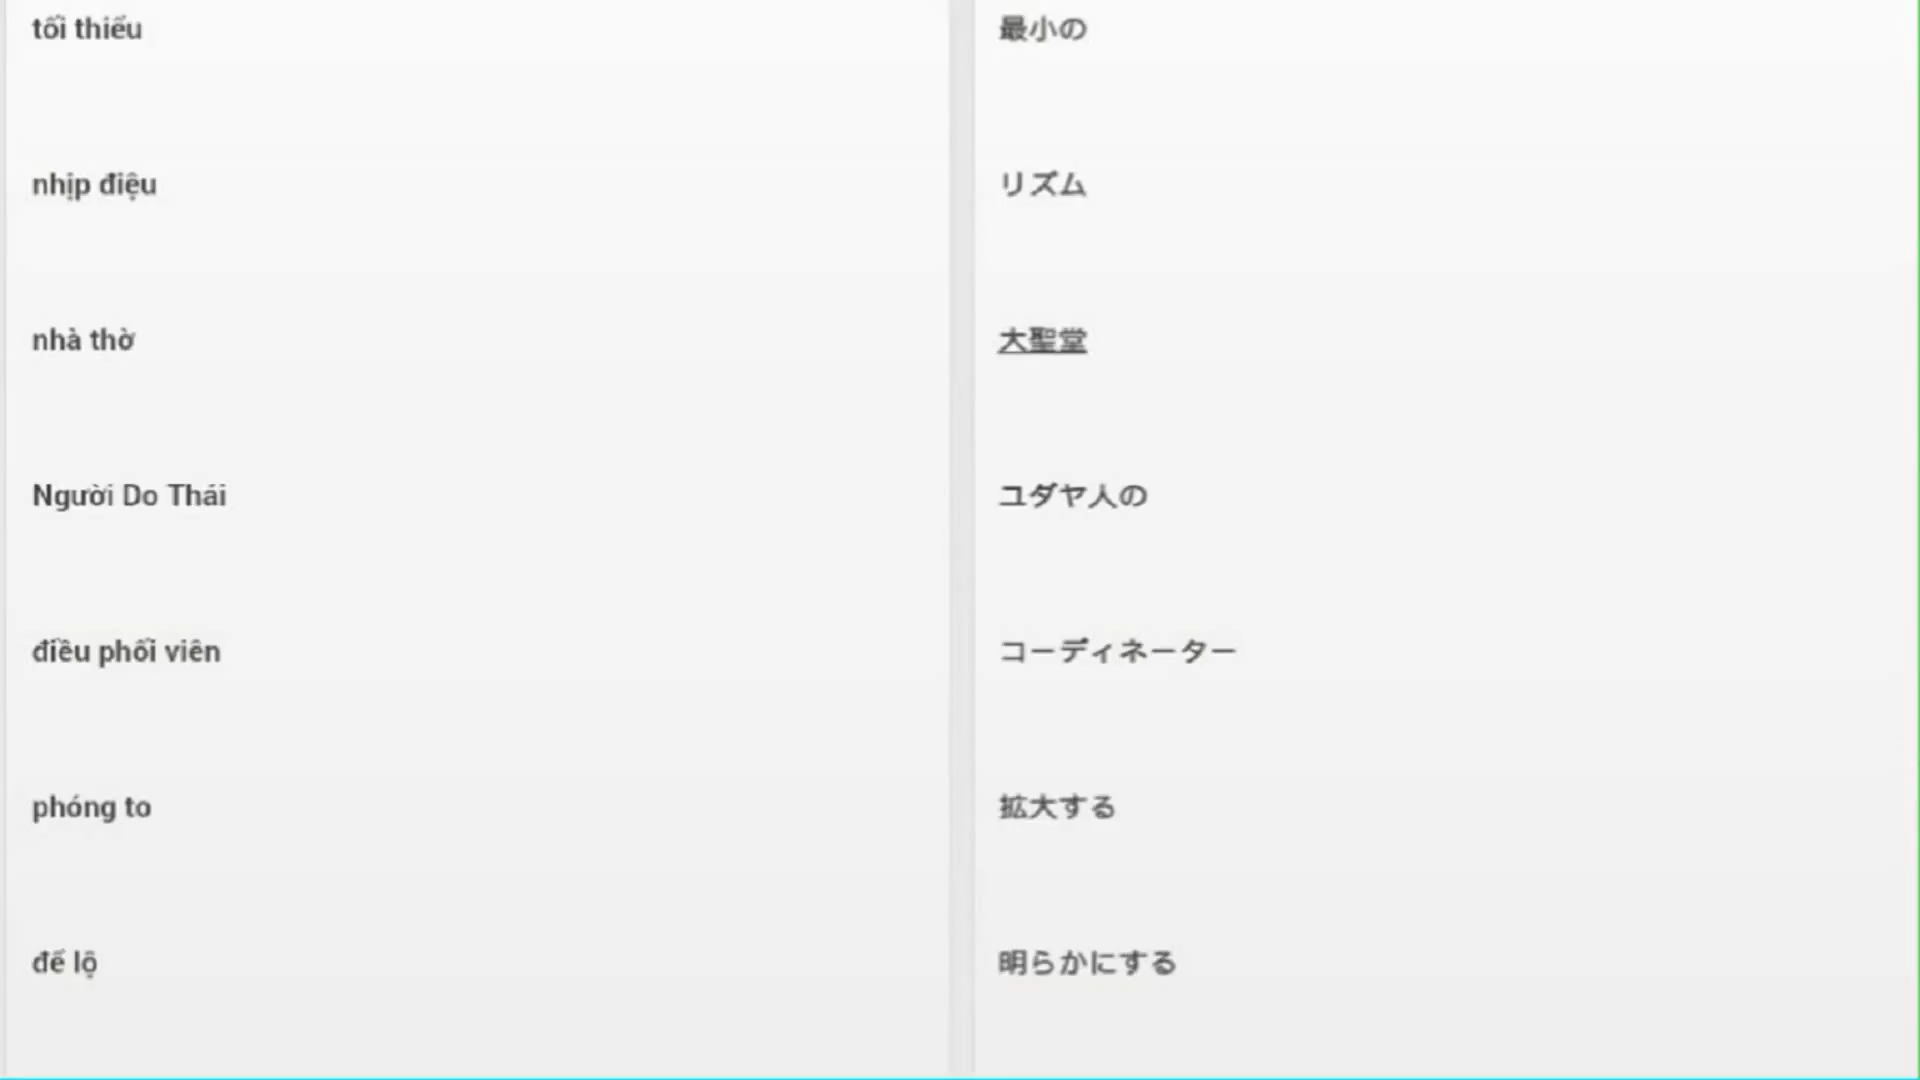 tối thiểu
最小の
nhịp điệu
リズム
nhà thờ
大聖堂
Người Do Thái
ユダヤ人の
điều phối viên
コーディネーター
phóng to
拡大する
để lộ
明らかにする